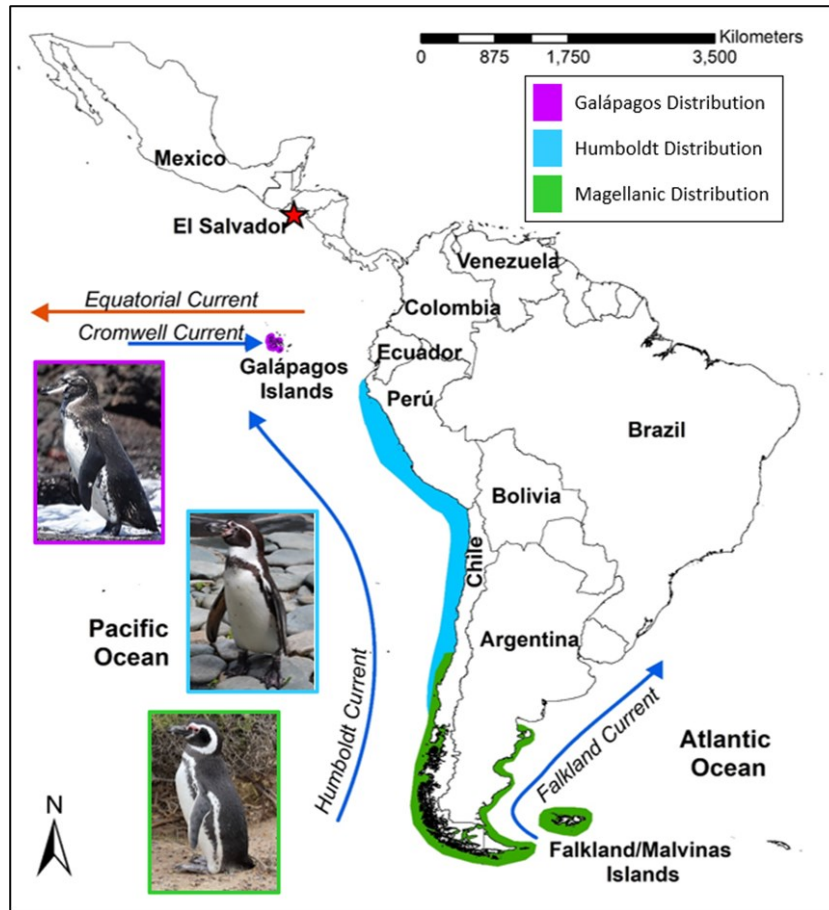 Kilometers
0 875 1,750 3,500
Galápagos Distribution
Humboldt Distribution
Magellanic Distribution
Mexico
El Salvador
Venezuela
Colombia
Equatorial Current
Cromwell Current
Galápagos
Islands
Ecuador
Perú
Brazil
Bolivia
Chile
Pacific
Ocean
Argentina
Humboldt Current
Falkland Current
Atlantic
Ocean
N
Falkland/Malvinas
Islands